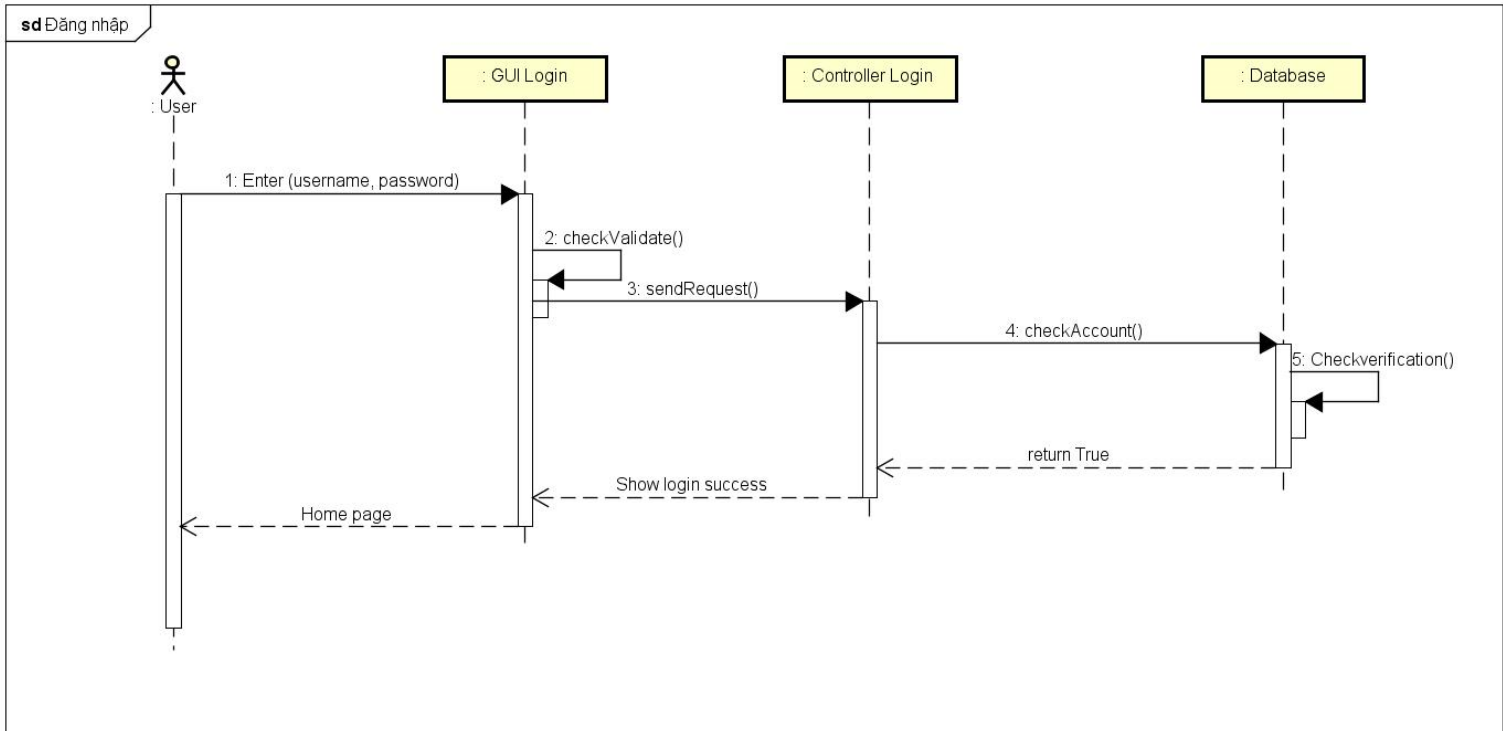 sd Đăng nhập
: User
: GUI Login
: Controller Login
: Database
1: Enter (username, password)
2: checkValidate()
3: sendRequest()
4: checkAccount()
5: Checkverification()
return True
Show login success
Home page